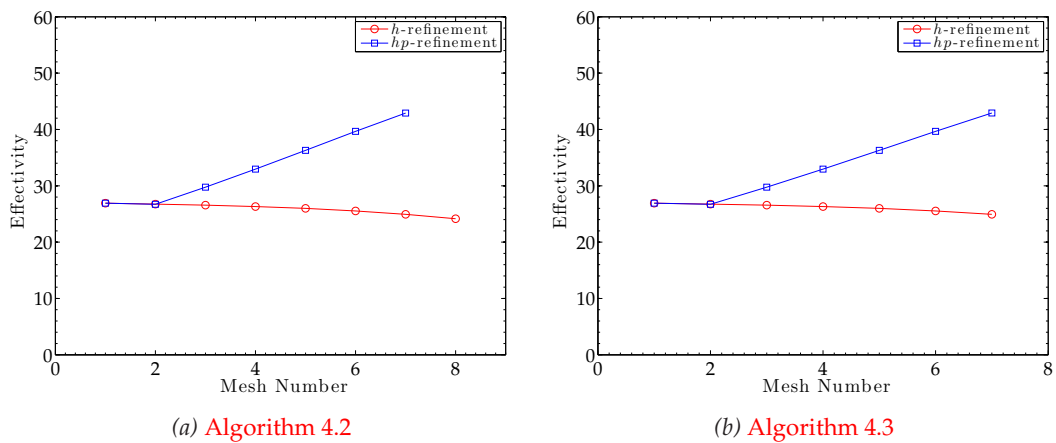 60
50
40
30
20
10
0
Effectivity
h-refinement
hp-refinement
0 2 4 6 8
Mesh Number
(a) Algorithm 4.2
60
50
40
30
20
10
0
Effectivity
h-refinement
hp-refinement
0 2 4 6 8
Mesh Number
(b) Algorithm 4.3